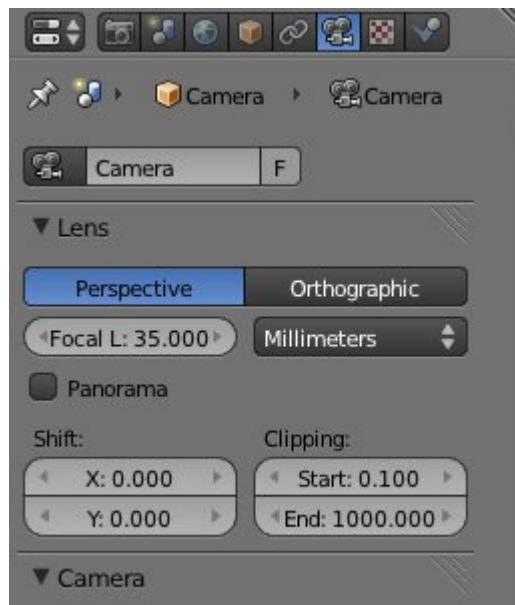 Camera Camera
Camera F
Lens
Perspective Orthographic
Focal L: 35.000 Millimeters
Panorama
Shift: Clipping:
X: 0.000 Start: 0.100
Y: 0.000 End: 1000.000
Camera